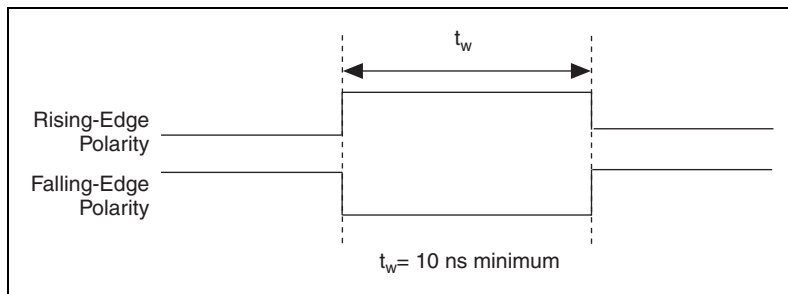 t_w
Rising-Edge
Polarity
Falling-Edge
Polarity
t_w= 10 ns minimum